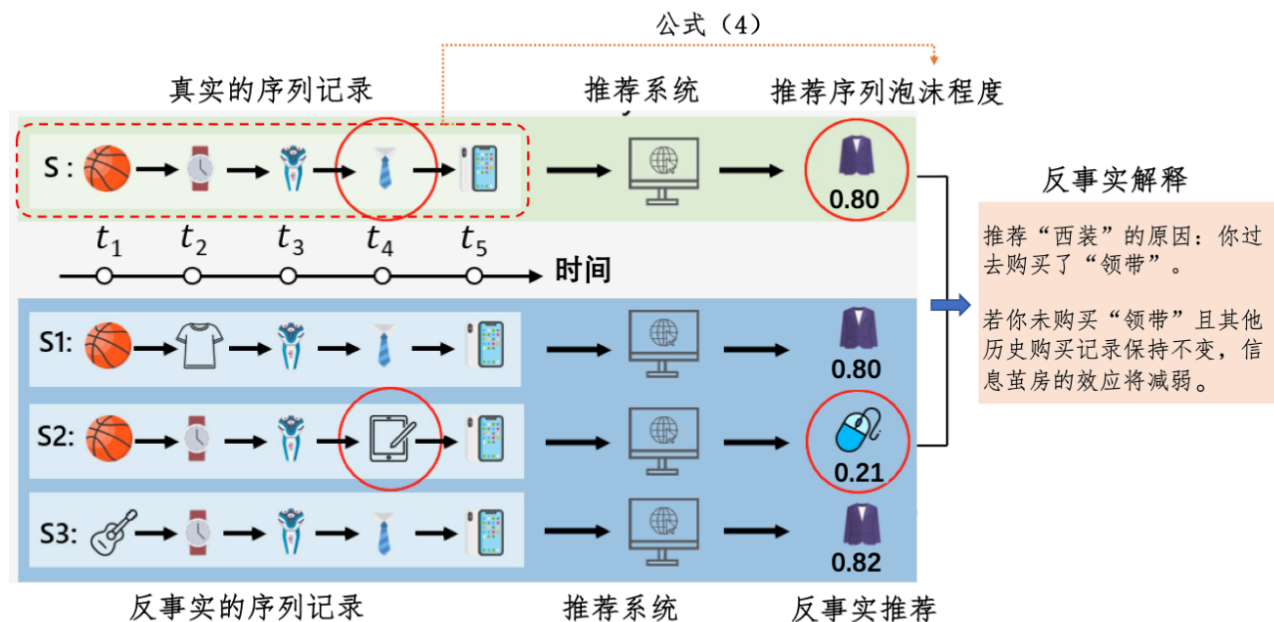 公式（4）
真实的序列记录
推荐系统
推荐序列泡沫程度
S :
0.80
t1 t2 t3 t4 t5
时间
S1:
0.80
S2:
0.21
S3:
0.82
反事实的序列记录
推荐系统
反事实推荐
反事实解释
推荐“西装”的原因：你过
去购买了“领带”。
若你未购买“领带”且其他
历史购买记录保持不变，信
息茧房的效应将减弱。